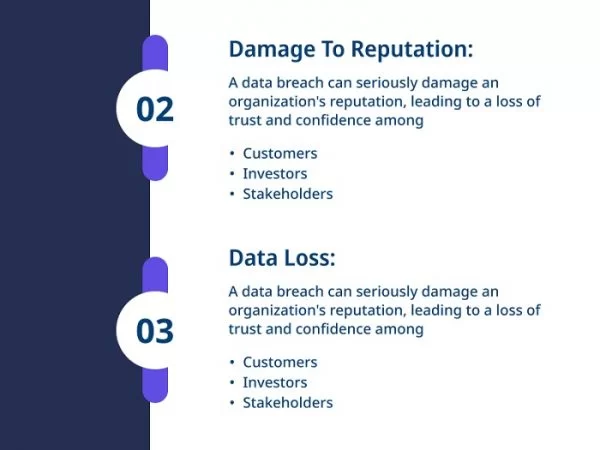 02
Damage To Reputation:
A data breach can seriously damage an
organization's reputation, leading to a loss of
trust and confidence among
• Customers
• Investors
• Stakeholders
03
Data Loss:
A data breach can seriously damage an
organization's reputation, leading to a loss of
trust and confidence among
• Customers
• Investors
• Stakeholders